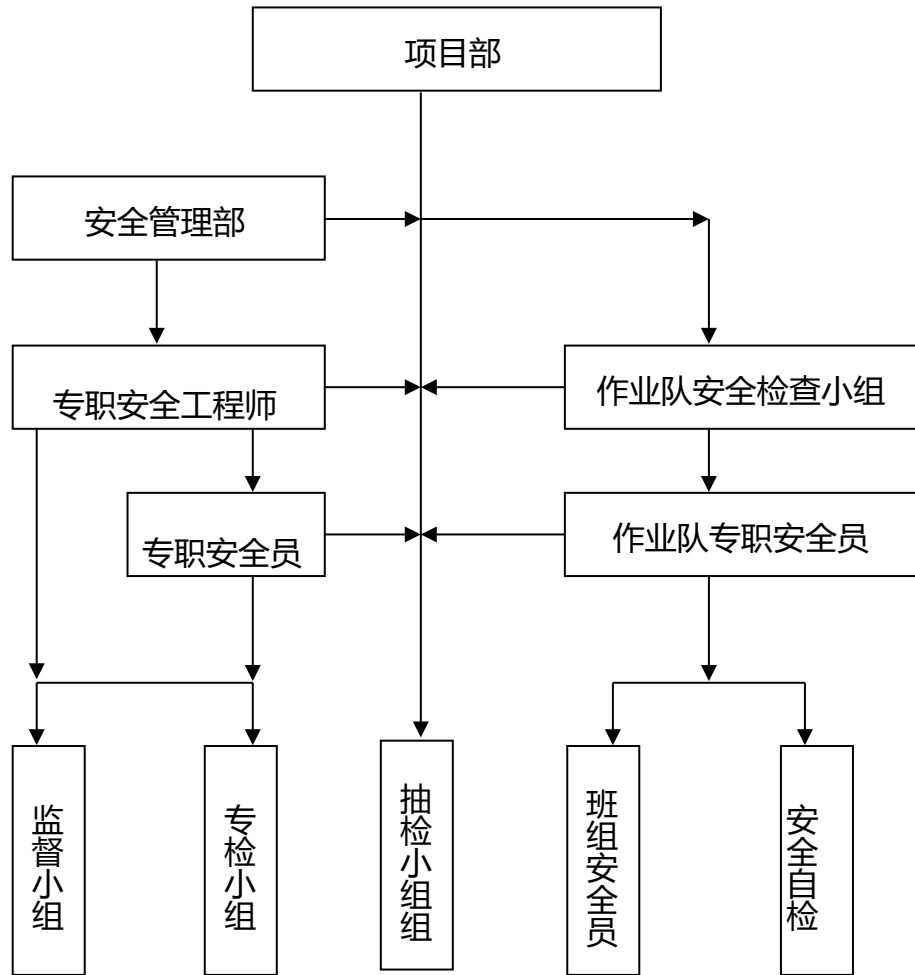 项目部
安全管理部
专职安全工程师
作业队安全检查小组
专职安全员
作业队专职安全员
监督小组
专检小组
抽检小组组
班组安全员
安全自检